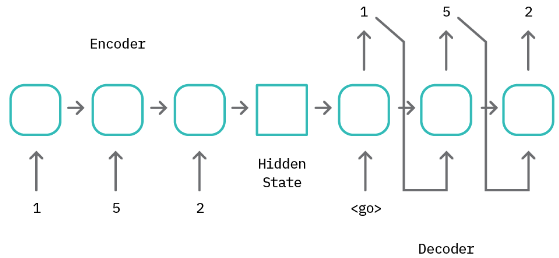 1 5 2
Encoder
Hidden
State
1 5 2 <go>
Decoder